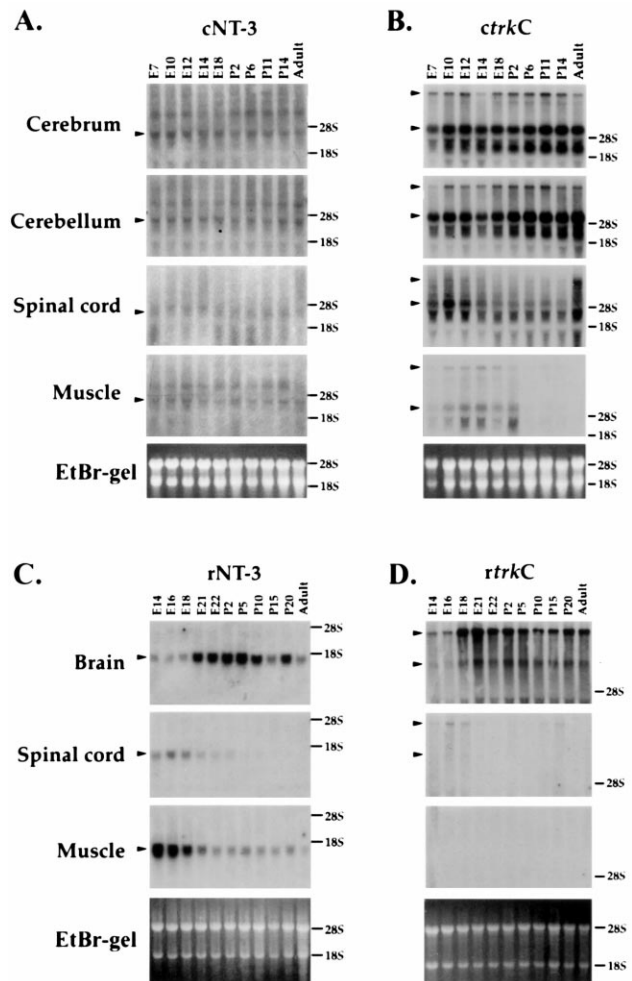 A.
cNT-3
E7 E10 E12 E14 E18 P2 P6 P11 P14 Adult
Cerebrum
28S
18S
Cerebellum
28S
18S
Spinal cord
28S
18S
Muscle
28S
18S
EtBr-gel
28S
18S
B.
ctrkC
E7 E10 E12 E14 E18 P2 P6 P11 P14 Adult
28S
18S
28S
18S
28S
18S
28S
18S
28S
18S
C.
rNT-3
E14 E16 E18 E21 E22 P2 P5 P10 P15 P20 Adult
Brain
28S
18S
Spinal cord
28S
18S
Muscle
18S
EtBr-gel
28S
18S
D.
rtrkC
E14 E16 E18 E21 E22 P2 P5 P10 P15 P20 Adult
28S
28S
28S
28S
18S